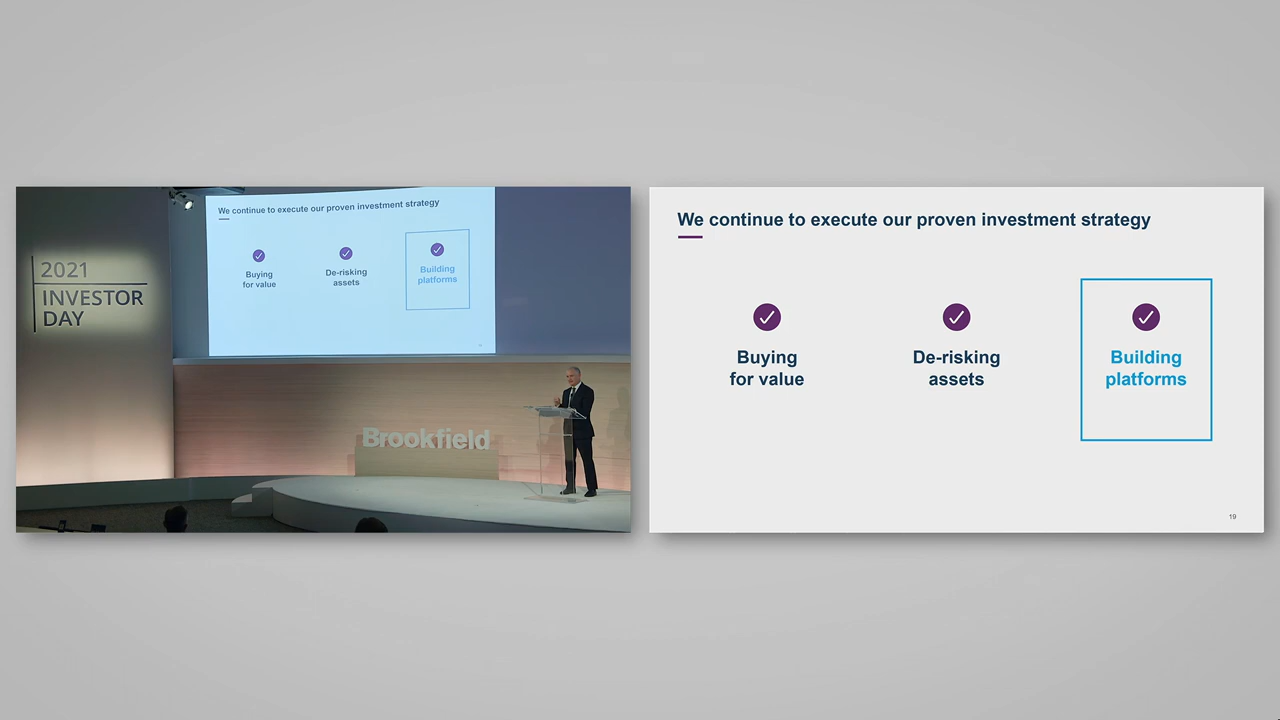 2021
INVESTOR
DAY
We continue to execute our proven investment strategy
Buying
for value
De-risking
assets
Building
platforms
Brookfield
We continue to execute our proven investment strategy
Buying
for value
De-risking
assets
Building
platforms
19